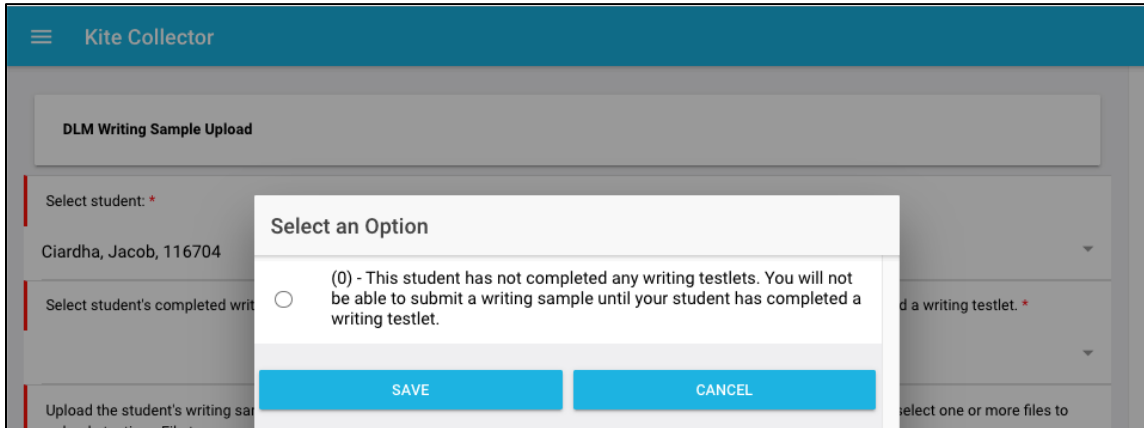 Kite Collector
DLM Writing Sample Upload
Select student: *
Ciardha, Jacob, 116704
Select an Option
(0) - This student has not completed any writing testlets. You will not
be able to submit a writing sample until your student has completed a
writing testlet.
Select student's completed writ
d a writing testlet. *
SAVE
CANCEL
Upload the student's writing sa
select one or more files to